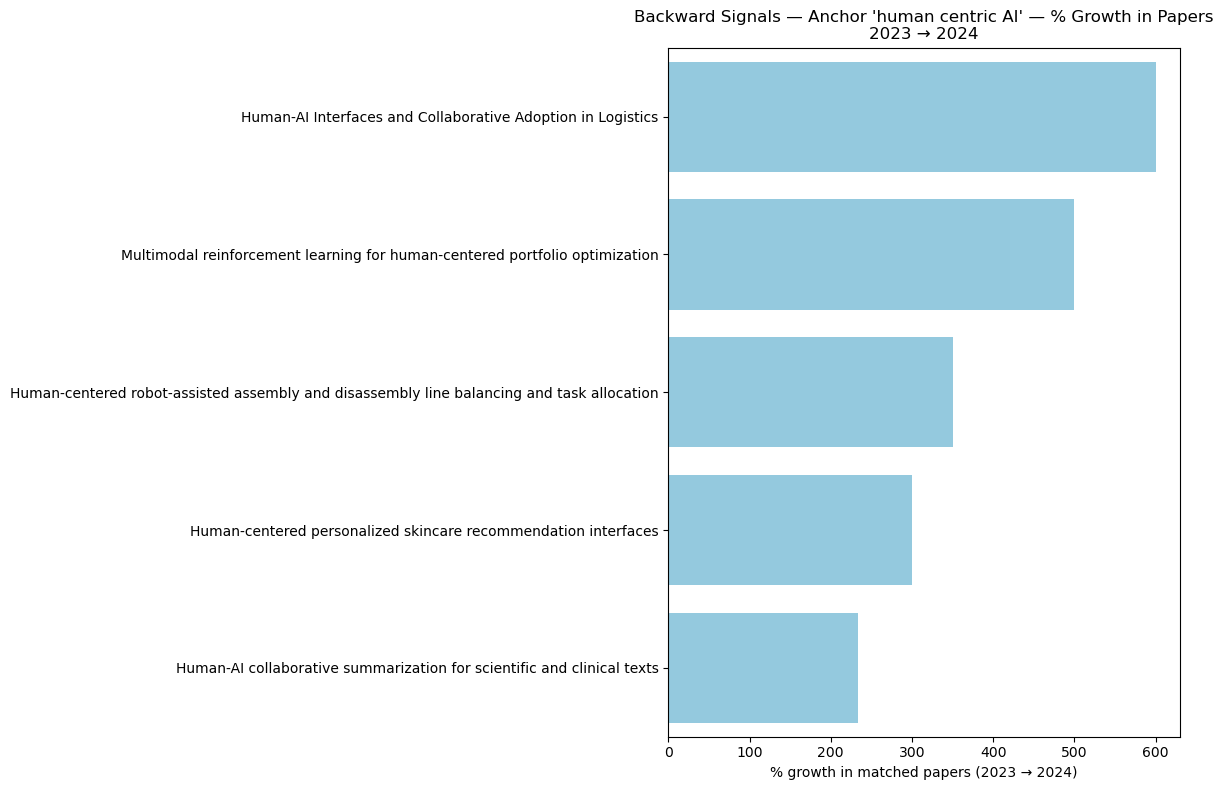 Backward Signals — Anchor 'human centric AI' — % Growth in Papers
2023 → 2024
Human-AI Interfaces and Collaborative Adoption in Logistics
Multimodal reinforcement learning for human-centered portfolio optimization
Human-centered robot-assisted assembly and disassembly line balancing and task allocation
Human-centered personalized skincare recommendation interfaces
Human-AI collaborative summarization for scientific and clinical texts
0 100 200 300 400 500 600
% growth in matched papers (2023 → 2024)